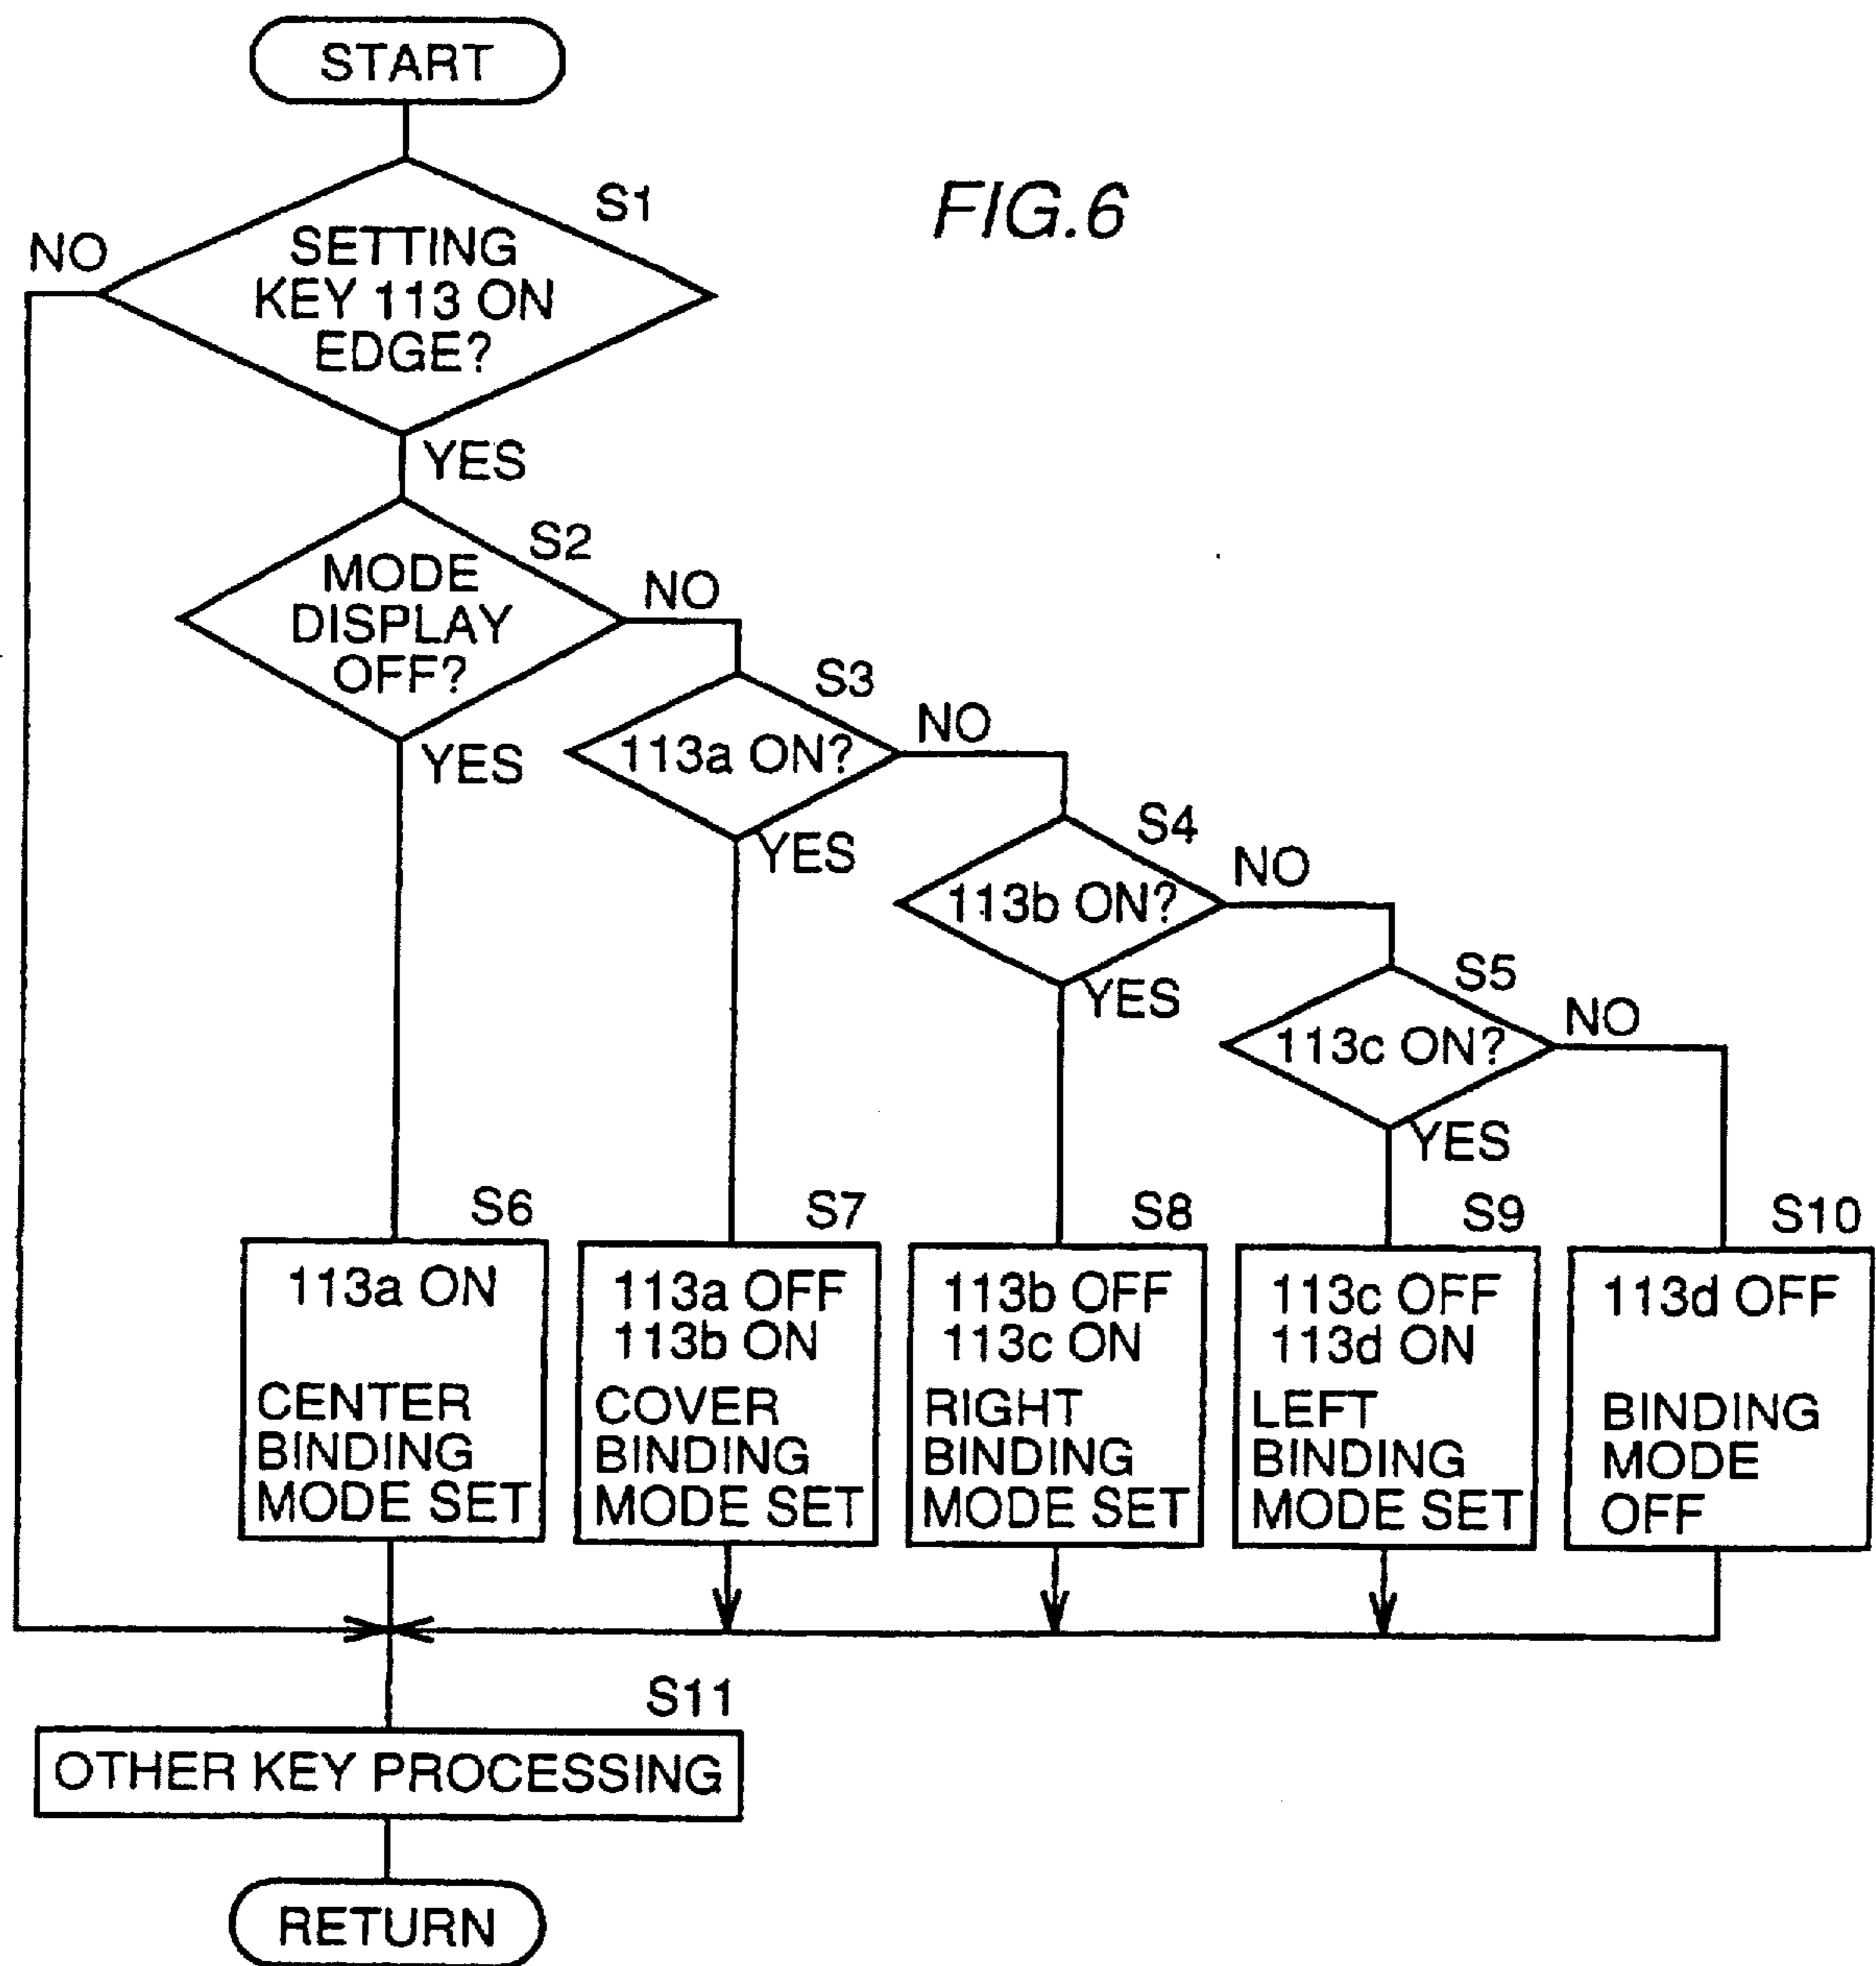 START
FIG.6
S1
NO
SETTING
KEY 113 ON
EDGE?
YES
S2
MODE
DISPLAY
OFF?
NO
YES
S3
113a ON?
NO
YES
S4
113b ON?
NO
YES
S5
113c ON?
NO
YES
S6
113a ON
CENTER
BINDING
MODE SET
S7
113a OFF
113b ON
COVER
BINDING
MODE SET
S8
113b OFF
113c ON
RIGHT
BINDING
MODE SET
S9
113c OFF
113d ON
LEFT
BINDING
MODE SET
S10
113d OFF
BINDING
MODE
OFF
S11
OTHER KEY PROCESSING
RETURN